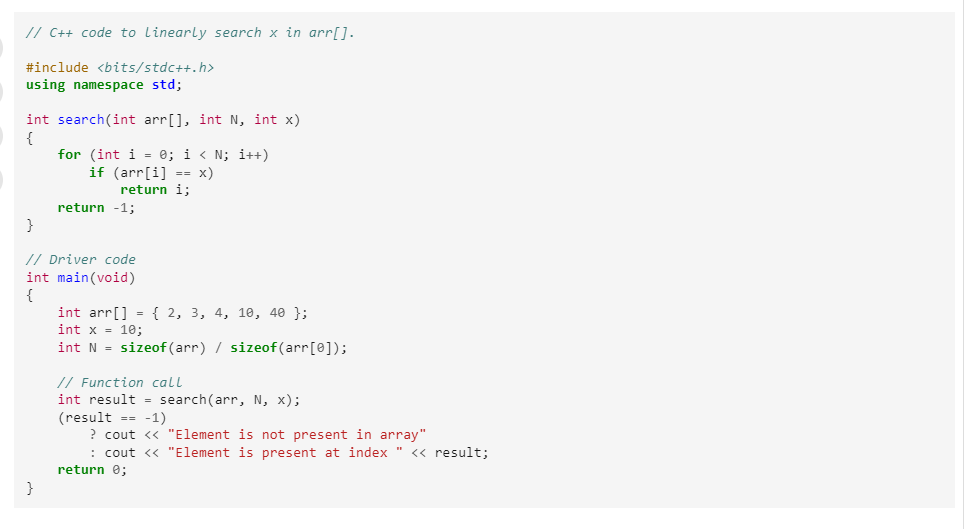 // C++ code to linearly search x in arr[].
#include <bits/stdc++.h>
using namespace std;
int search(int arr[], int N, int x)
{
    for (int i = 0; i < N; i++)
        if (arr[i] == x)
            return i;
    return -1;
}
// Driver code
int main(void)
{
    int arr[] = { 2, 3, 4, 10, 40 };
    int x = 10;
    int N = sizeof(arr) / sizeof(arr[0]);
    // Function call
    int result = search(arr, N, x);
    (result == -1)
        ? cout << "Element is not present in array"
        : cout << "Element is present at index " << result;
    return 0;
}